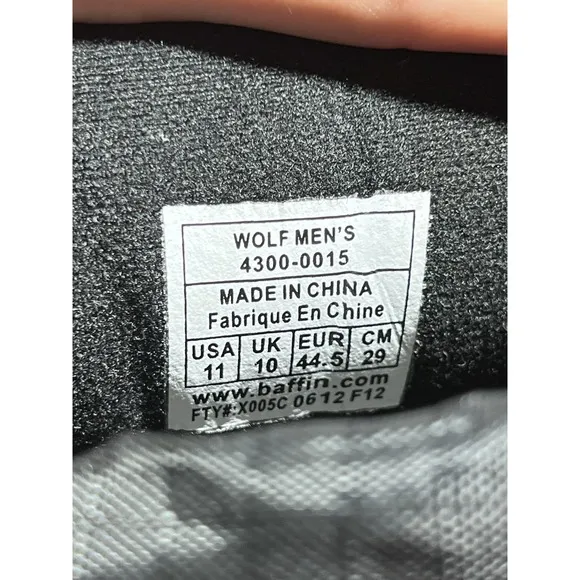 WOLF MEN'S
4300-0015
MADE IN CHINA
Fabrique En Chine
USA UK EUR CM
11 10 44.5 29
www.baffin.com
FTY#:X005C 0612 F12